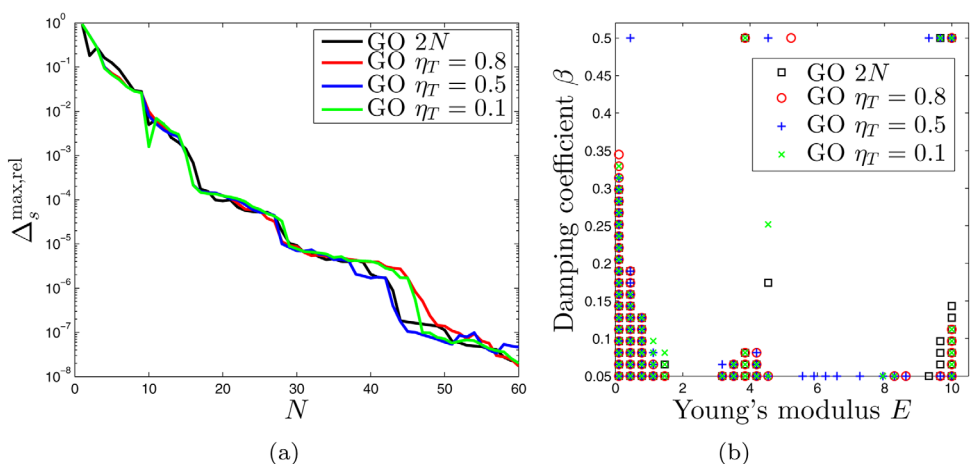 10⁰
10⁻¹
10⁻²
10⁻³
10⁻⁴
10⁻⁵
10⁻⁶
10⁻⁷
10⁻⁸
0 10 20 30 40 50 60
N
Δ_s^{max,rel}
GO 2N
GO η_T = 0.8
GO η_T = 0.5
GO η_T = 0.1
(a)
0.5
0.45
0.4
0.35
0.3
0.25
0.2
0.15
0.1
0.05
0 2 4 6 8 10
Young's modulus E
Damping coefficient β
GO 2N
GO η_T = 0.8
GO η_T = 0.5
GO η_T = 0.1
(b)